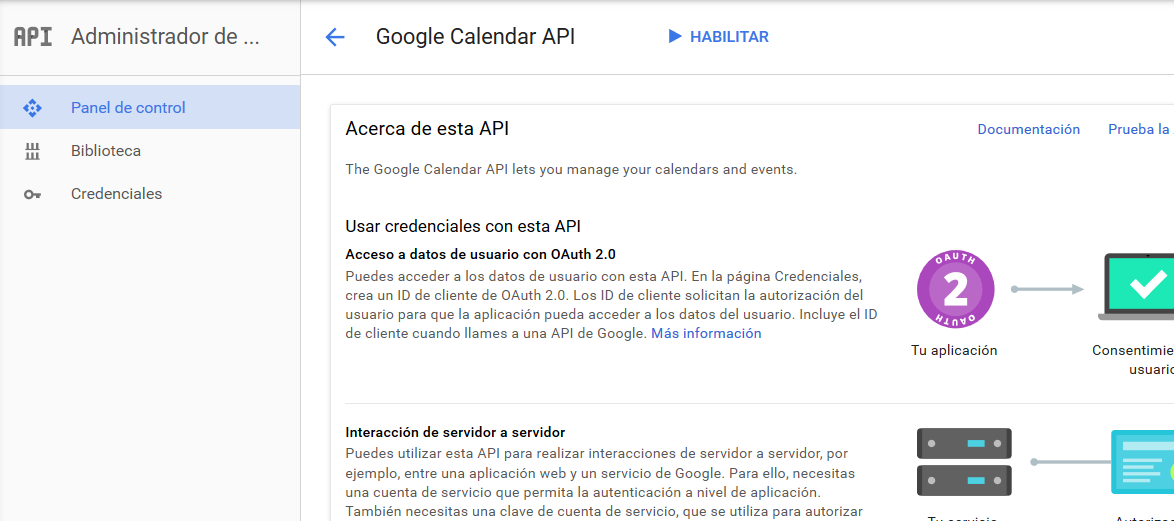 API Administrador de ...
Google Calendar API
HABILITAR
Panel de control
Biblioteca
Credenciales
Acerca de esta API
Documentación
Prueba la
The Google Calendar API lets you manage your calendars and events.
Usar credenciales con esta API
Acceso a datos de usuario con OAuth 2.0
Puedes acceder a los datos de usuario con esta API. En la página Credenciales,
crea un ID de cliente de OAuth 2.0. Los ID de cliente solicitan la autorización del
usuario para que la aplicación pueda acceder a los datos del usuario. Incluye el ID
de cliente cuando llames a una API de Google. Más información
OAUTH
2
OAUTH
Tu aplicación
Consentimie
usuario
Interacción de servidor a servidor
Puedes utilizar esta API para realizar interacciones de servidor a servidor, por
ejemplo, entre una aplicación web y un servicio de Google. Para ello, necesitas
una cuenta de servicio que permita la autenticación a nivel de aplicación.
También necesitas una clave de cuenta de servicio, que se utiliza para autorizar
Tu servicio